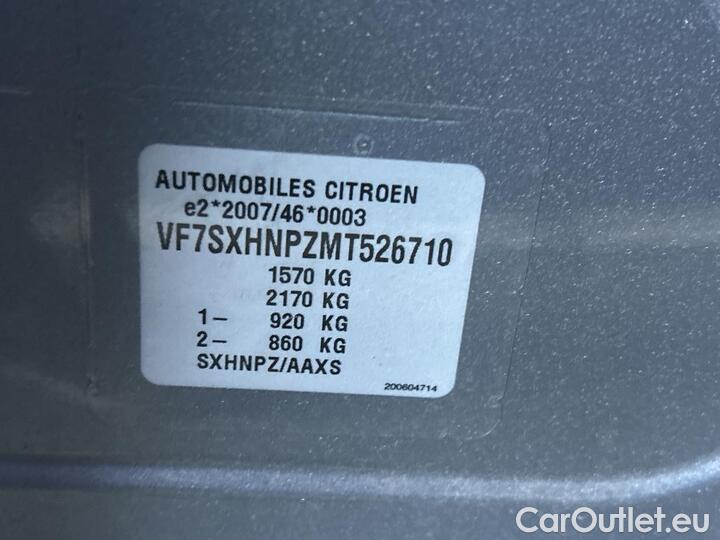 AUTOMOBILES CITROEN
e2*2007/46*0003
VF7SXHNPZMT526710
1570 KG
2170 KG
1– 920 KG
2– 860 KG
SXHNPZ/AAXS
200604714
CarOutlet.eu